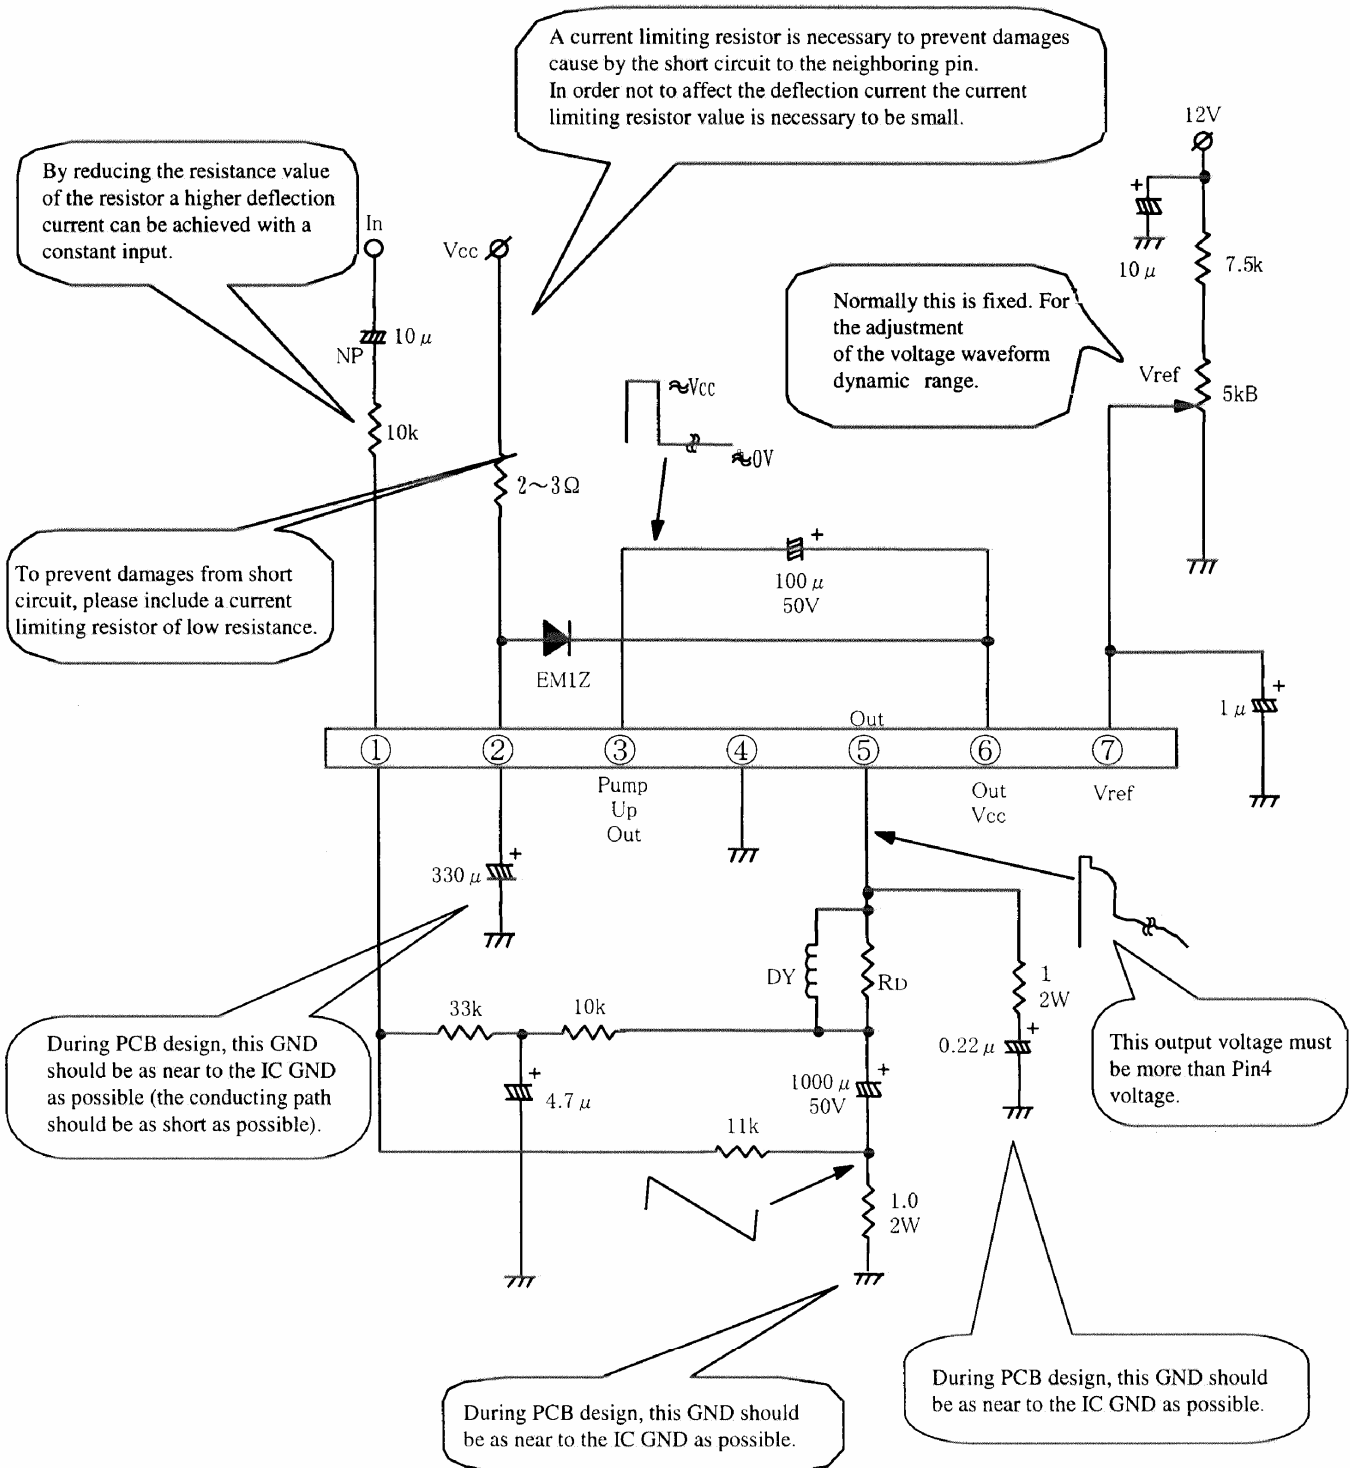 A current limiting resistor is necessary to prevent damages
cause by the short circuit to the neighboring pin.
In order not to affect the deflection current the current
limiting resistor value is necessary to be small.
12V
By reducing the resistance value
of the resistor a higher deflection
current can be achieved with a
constant input.
In
Vcc
+
10μ
7.5k
Normally this is fixed. For
the adjustment
of the voltage waveform
dynamic range.
10μ
NP
Vref
5kB
≈Vcc
≈0V
10k
2~3Ω
+
100μ
50V
To prevent damages from short
circuit, please include a current
limiting resistor of low resistance.
EM1Z
+
1μ
Out
① ② ③ ④ ⑤ ⑥ ⑦
Pump
Up
Out
Out
Vcc
Vref
+
330μ
DY
RD
1
2W
33k
10k
+
0.22μ
During PCB design, this GND
should be as near to the IC GND
as possible (the conducting path
should be as short as possible).
This output voltage must
be more than Pin4
voltage.
+
4.7μ
+
1000μ
50V
11k
1.0
2W
During PCB design, this GND should
be as near to the IC GND as possible.
During PCB design, this GND should
be as near to the IC GND as possible.